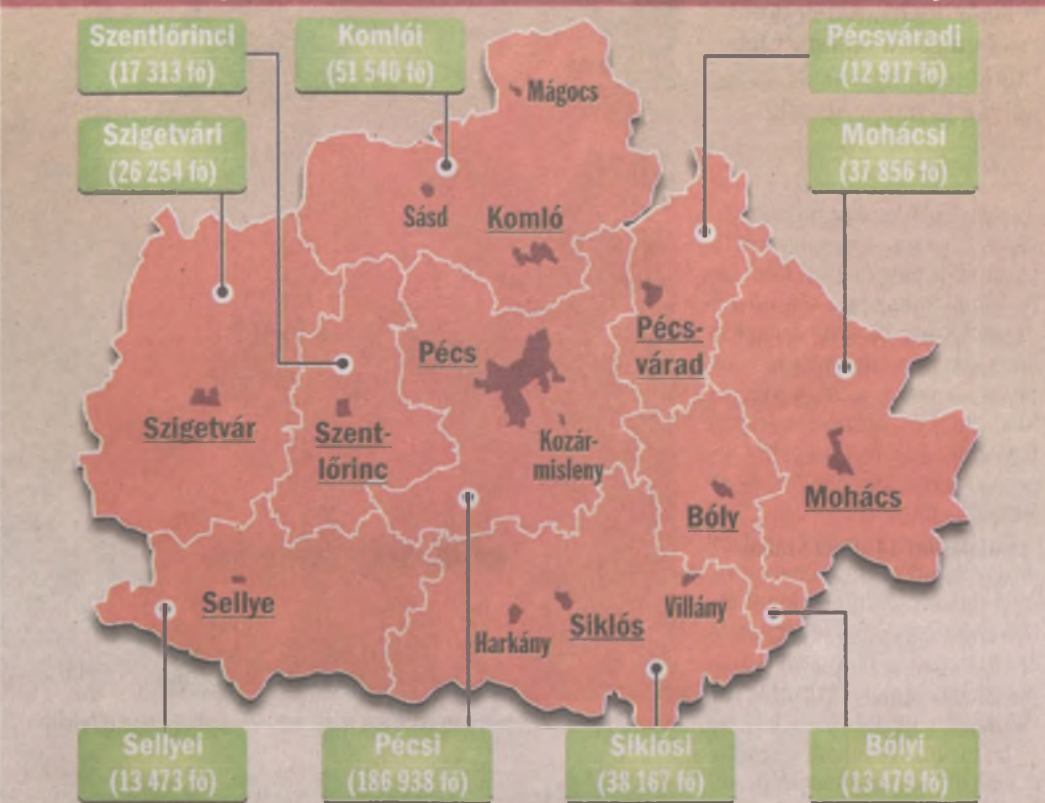 Szentlőrinci
(17 313 fő)
Komlói
(51 540 fő)
Pécsváradi
(12 917 fő)
Szigetvári
(26 254 fő)
Mohácsi
(37 856 fő)
Mágocs
Sásd
Komló
Pécs-
várad
Pécs
Szigetvár
Szent-
lőrinc
Kozár-
misleny
Mohács
Bóly
Sellye
Harkány
Siklós
Villány
Sellyei
(13 473 fő)
Pécsi
(186 938 fő)
Siklósi
(38 167 fő)
Bólyi
(13 479 fő)